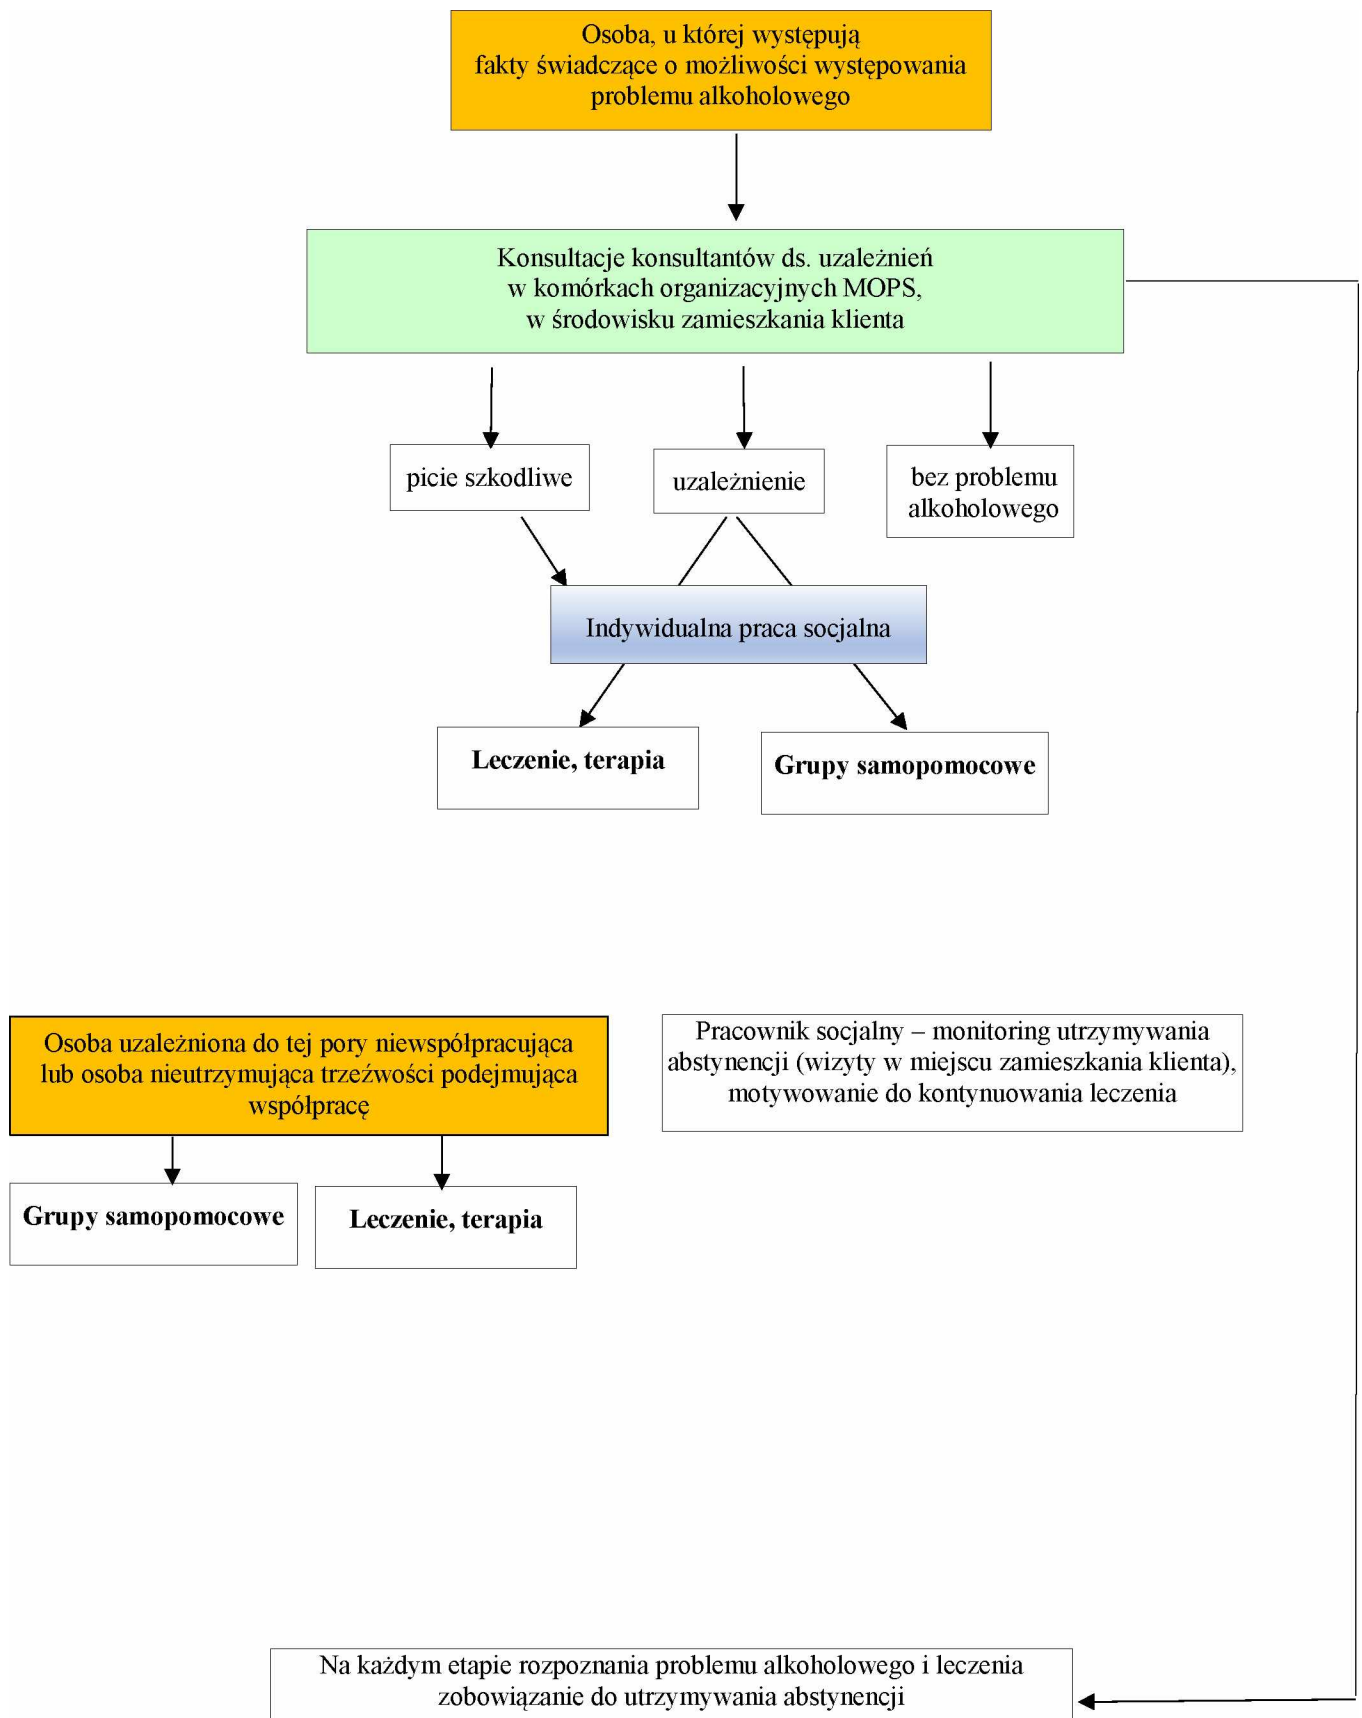 Osoba, u której występują
fakty świadczące o możliwości występowania
problemu alkoholowego
Konsultacje konsultantów ds. uzależnień
w komórkach organizacyjnych MOPS,
w środowisku zamieszkania klienta
picie szkodliwe
uzależnienie
bez problemu
alkoholowego
Indywidualna praca socjalna
Leczenie, terapia
Grupy samopomocowe
Osoba uzależniona do tej pory niewspółpracująca
lub osoba nieutrzymująca trzeźwości podejmująca
współpracę
Pracownik socjalny – monitoring utrzymywania
abstynencji (wizyty w miejscu zamieszkania klienta),
motywowanie do kontynuowania leczenia
Grupy samopomocowe
Leczenie, terapia
Na każdym etapie rozpoznania problemu alkoholowego i leczenia
zobowiązanie do utrzymywania abstynencji